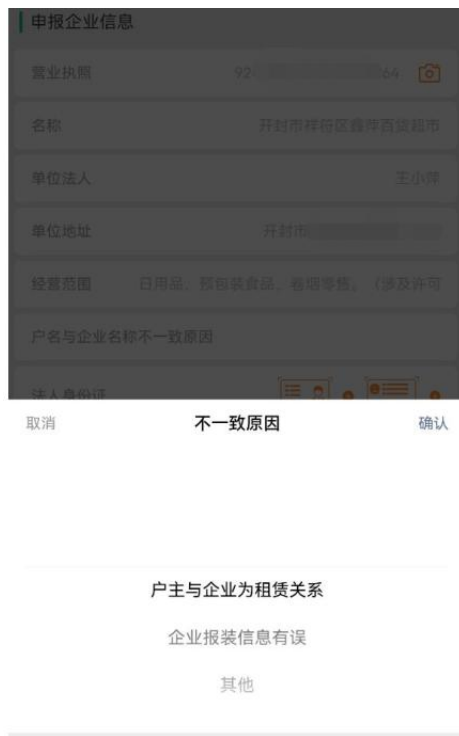 申报企业信息
营业执照 92 64
名称 开封市祥符区鑫萍百货超市
单位法人 王小萍
单位地址 开封市
经营范围 日用品、预包装食品、卷烟零售。（涉及许可
户名与企业名称不一致原因
法人身份证
取消 不一致原因 确认
户主与企业为租赁关系
企业报装信息有误
其他